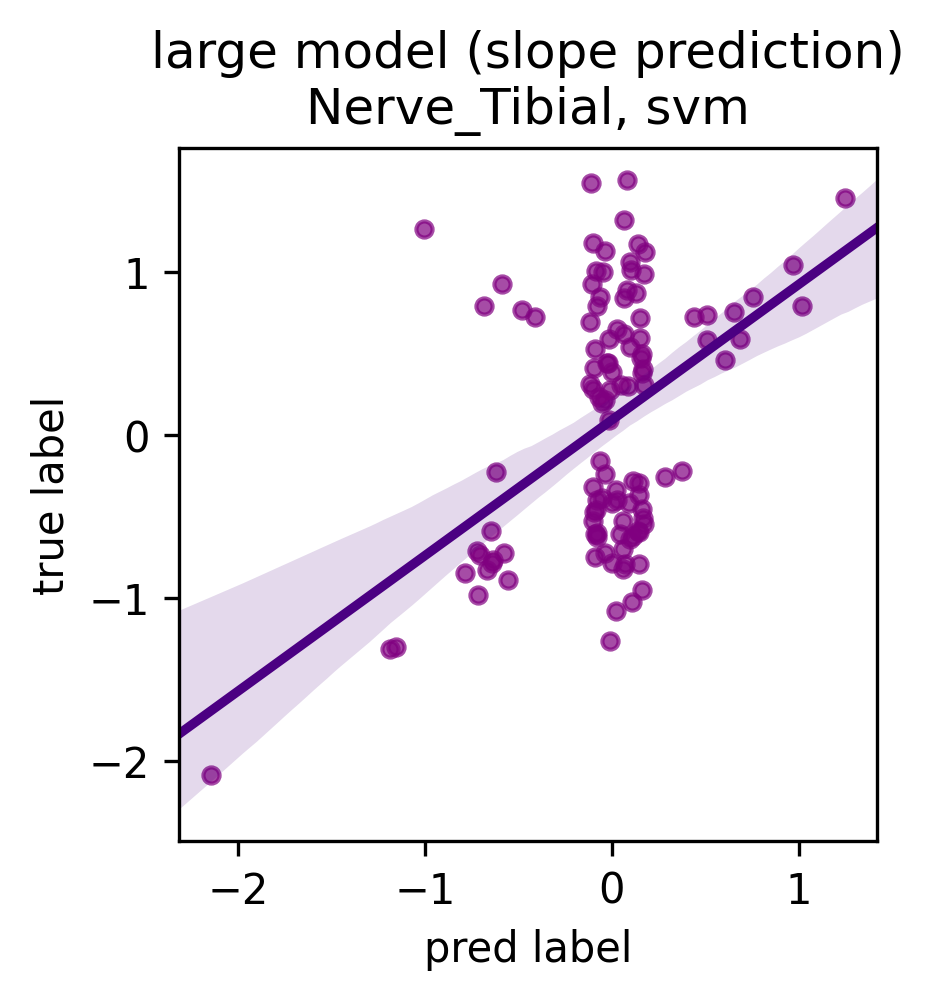 large model (slope prediction)
Nerve_Tibial, svm
true label
1
0
−1
−2
−2
−1
0
1
pred label